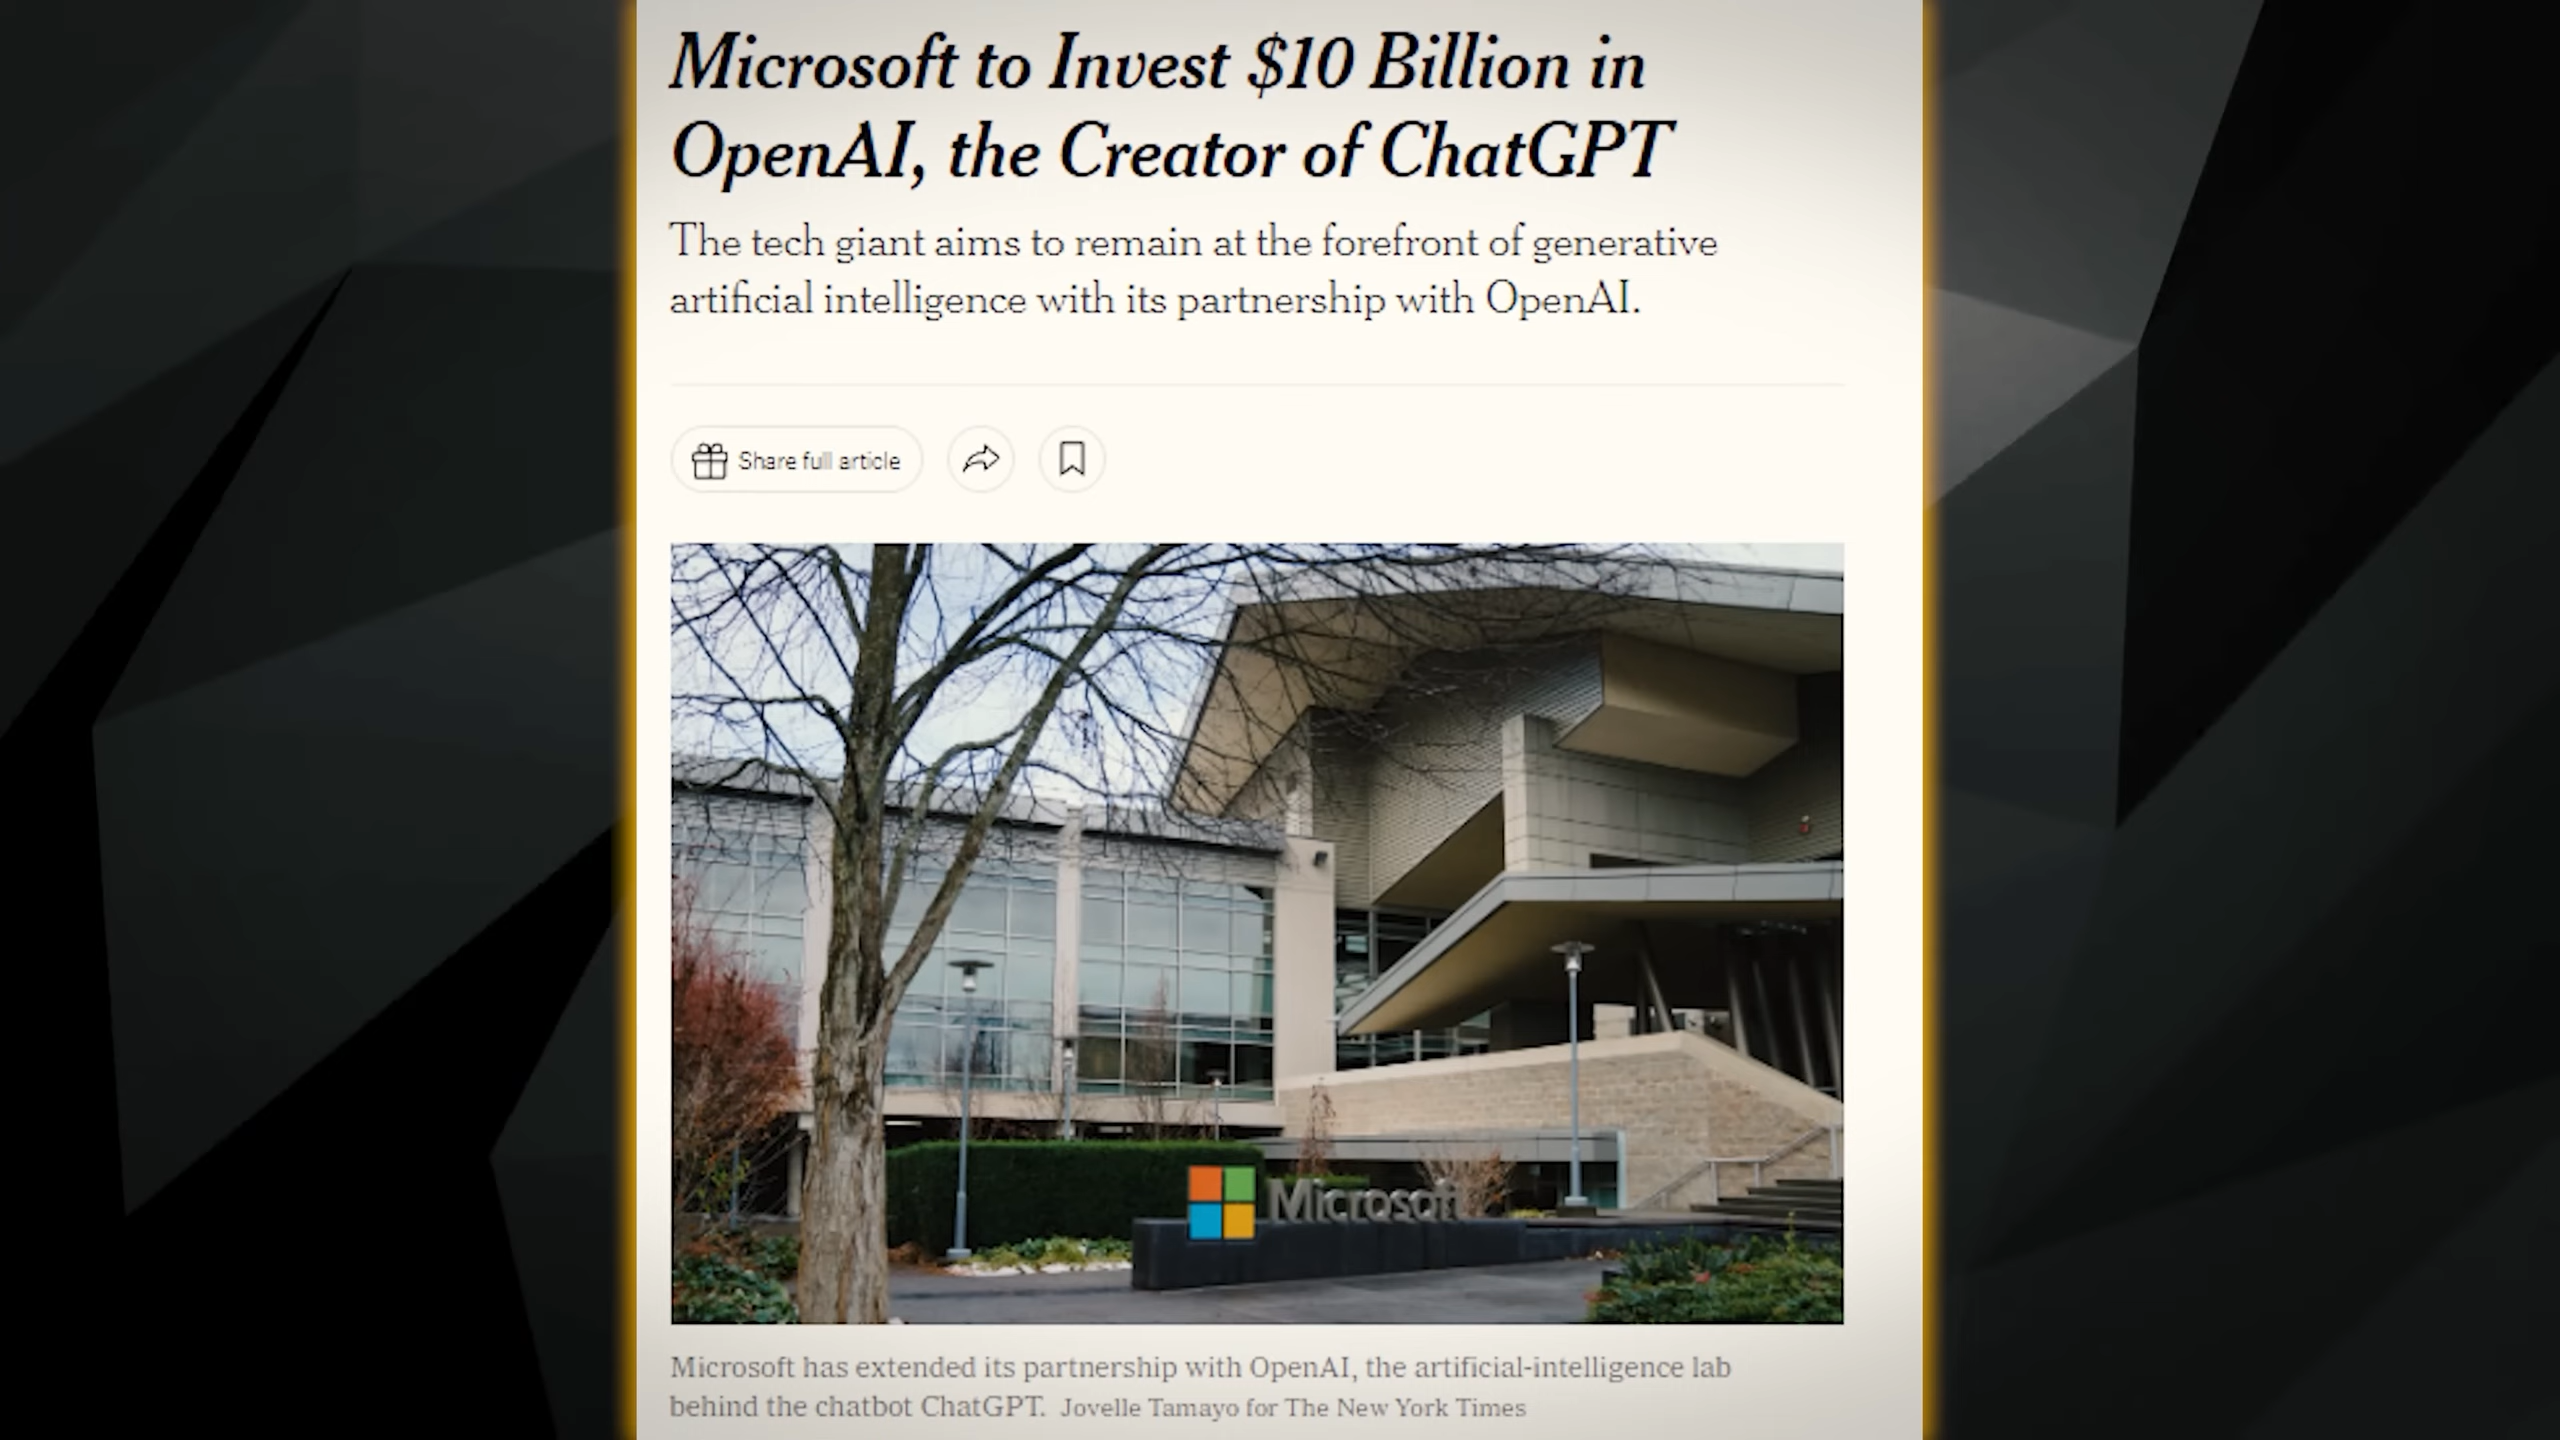 Microsoft to Invest $10 Billion in
OpenAI, the Creator of ChatGPT
The tech giant aims to remain at the forefront of generative
artificial intelligence with its partnership with OpenAI.
Share full article
Microsoft
Microsoft has extended its partnership with OpenAI, the artificial-intelligence lab
behind the chatbot ChatGPT. Jovelle Tamayo for The New York Times